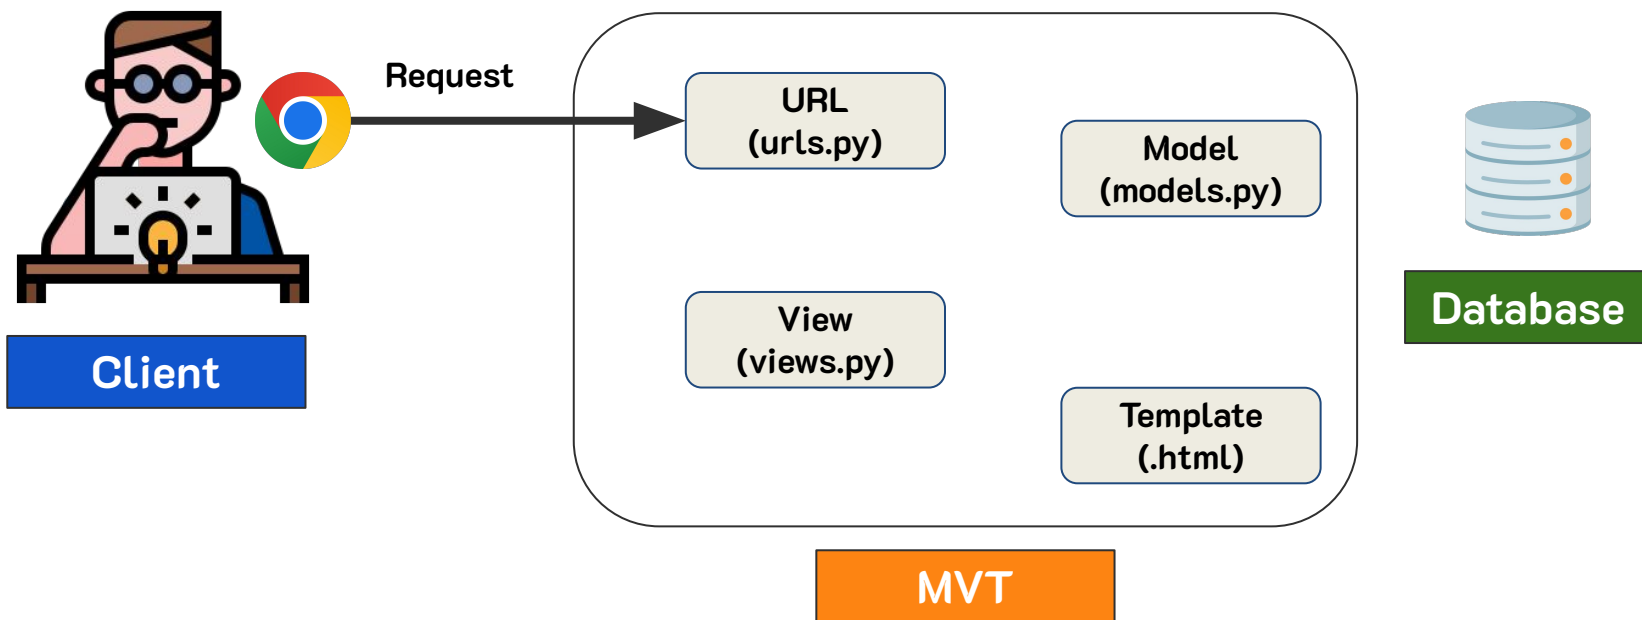 Request
URL
(urls.py)
Model
(models.py)
View
(views.py)
Template
(.html)
Client
Database
MVT